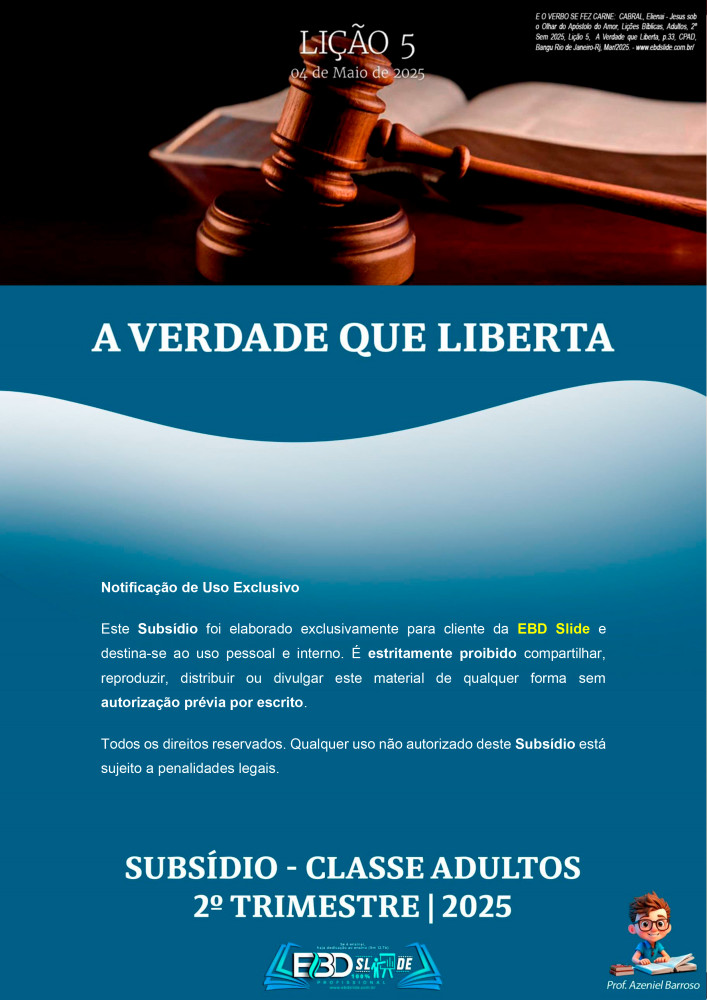 E O VERBO SE FEZ CARNE: CABRAL, Elienai - Jesus sob
o Olhar do Apóstolo do Amor, Lições Bíblicas, Adultos, 2º
Sem 2025, Lição 5, A Verdade que Liberta, p.33, CPAD,
Bangu Rio de Janeiro-Rj, Mar/2025. - www.ebdslide.com.br/
LIÇÃO 5
04 de Maio de 2025
A VERDADE QUE LIBERTA
Notificação de Uso Exclusivo
Este Subsídio foi elaborado exclusivamente para cliente da EBD Slide e
destina-se ao uso pessoal e interno. É estritamente proibido compartilhar,
reproduzir, distribuir ou divulgar este material de qualquer forma sem
autorização prévia por escrito.
Todos os direitos reservados. Qualquer uso não autorizado deste Subsídio está
sujeito a penalidades legais.
SUBSÍDIO - CLASSE ADULTOS
2º TRIMESTRE | 2025
EBD SLIDE
100%
PROFISSIONAL
Prof. Azeniel Barroso